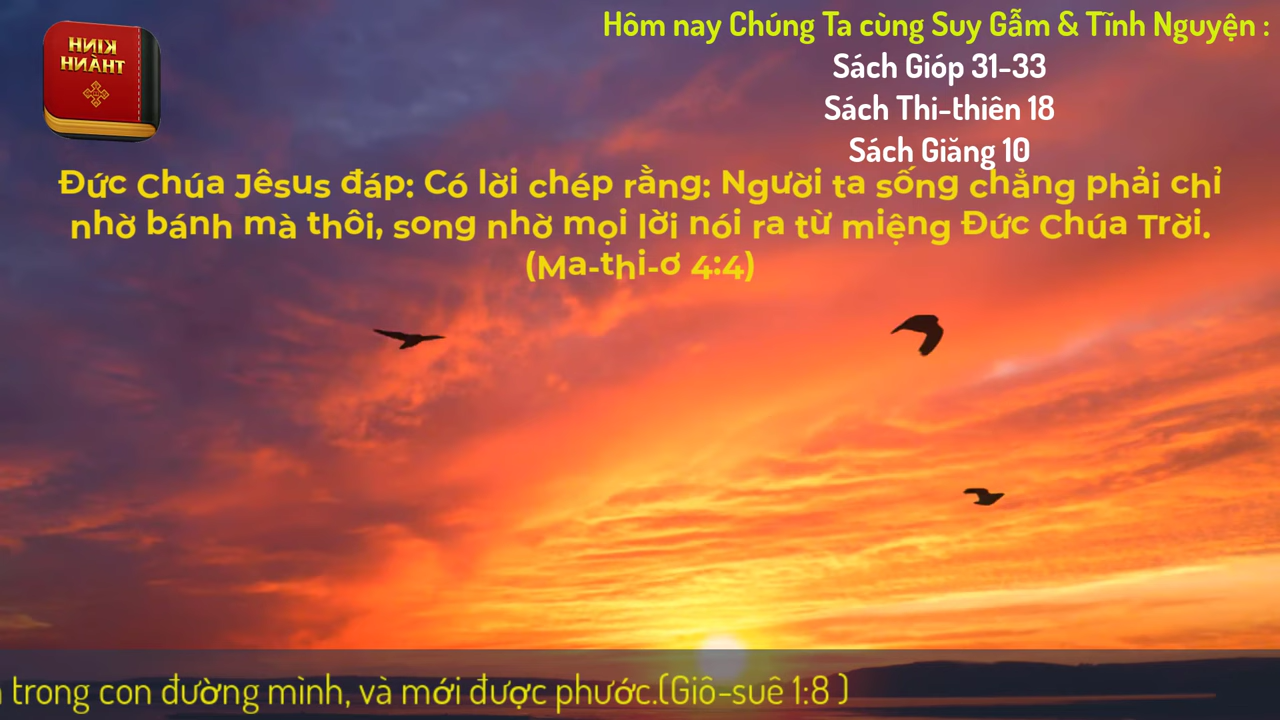 KINH
THÀNH
Hôm nay Chúng Ta cùng Suy Gẫm & Tĩnh Nguyện :
Sách Gióp 31-33
Sách Thi-thiên 18
Sách Giăng 10
Đức Chúa Jêsus đáp: Có lời chép rằng: Người ta sống chẳng phải chỉ
nhờ bánh mà thôi, song nhờ mọi lời nói ra từ miệng Đức Chúa Trời.
(Ma-thi-ơ 4:4)
trong con đường mình, và mới được phước.(Giô-suê 1:8 )